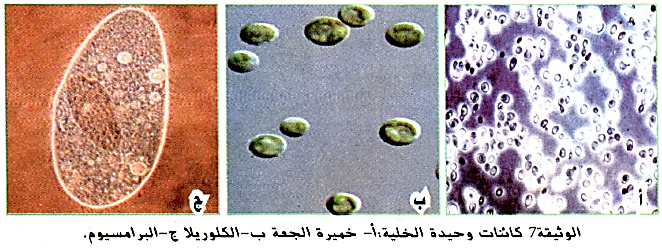 أ
ب
ج
الوثيقة7 كائنات وحيدة الخلية:أ- خميرة الجعة ب-الكلوريلا ج-البرامسيوم.